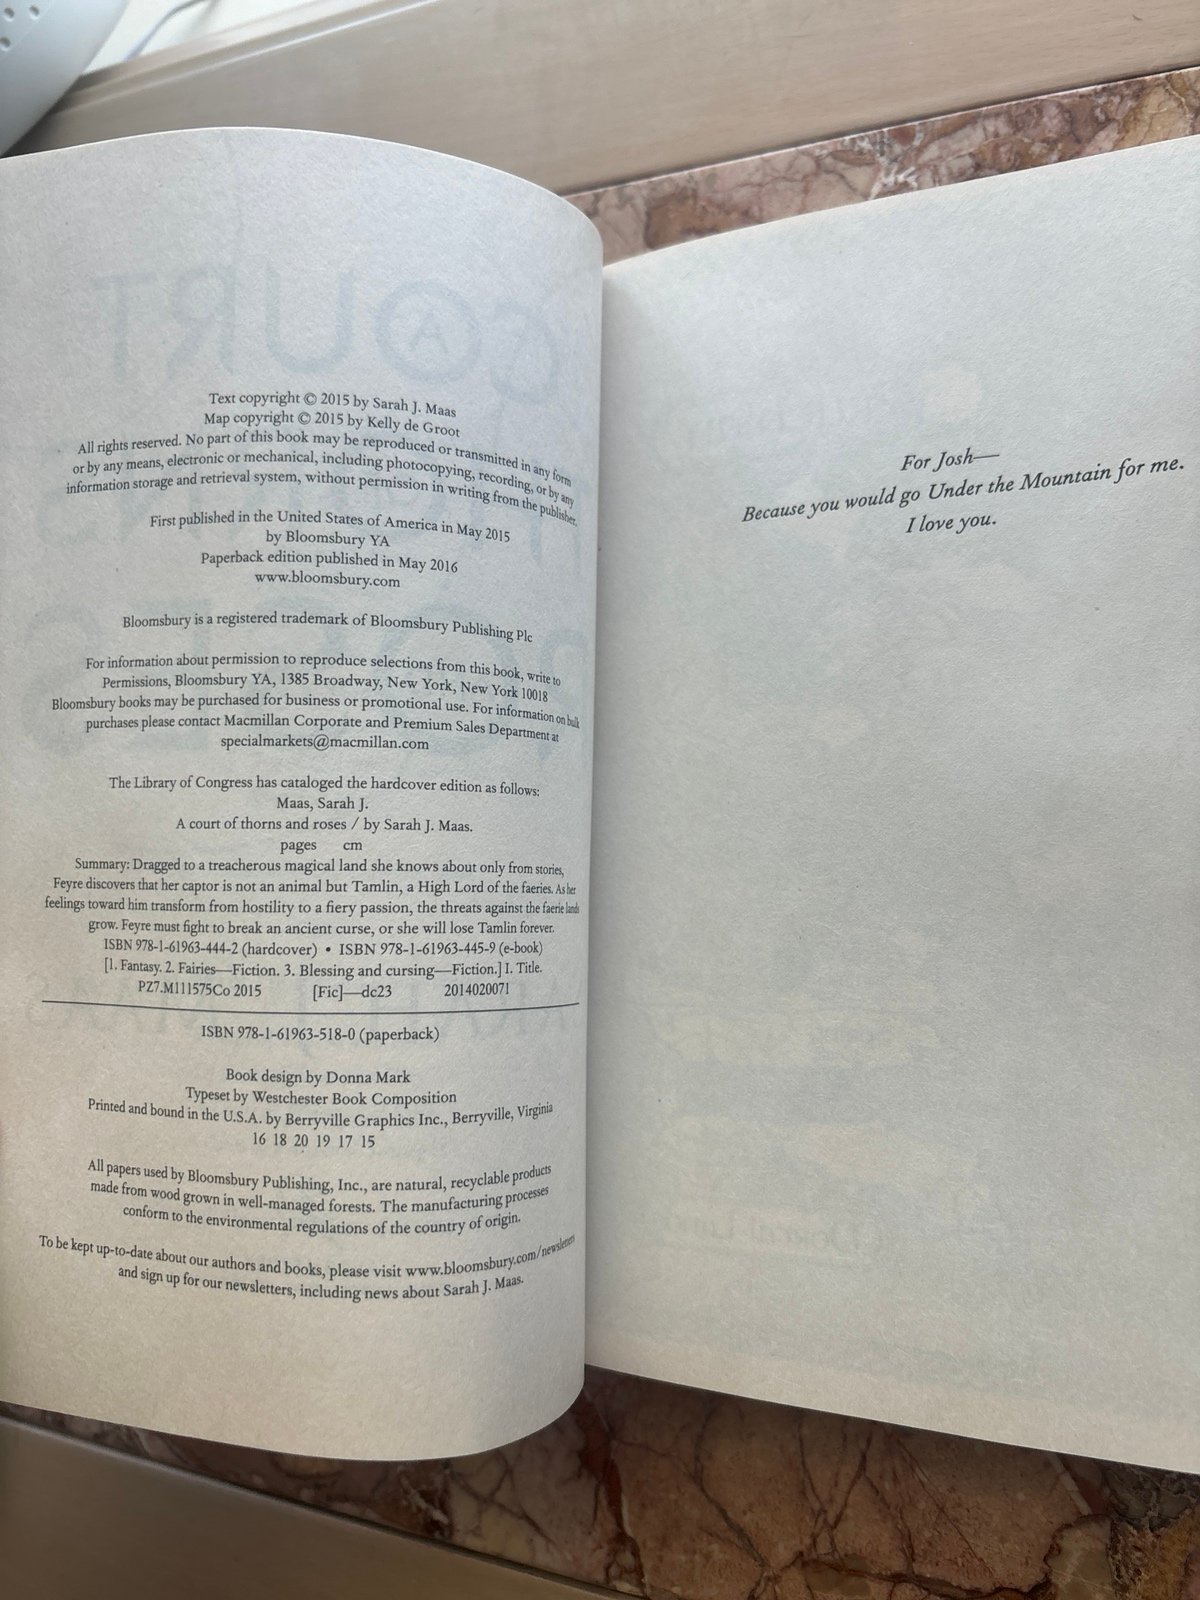 Text copyright © 2015 by Sarah J. Maas
Map copyright © 2015 by Kelly de Groot
All rights reserved. No part of this book may be reproduced or transmitted in any form
or by any means, electronic or mechanical, including photocopying, recording, or by any
information storage and retrieval system, without permission in writing from the publisher.
First published in the United States of America in May 2015
by Bloomsbury YA
Paperback edition published in May 2016
www.bloomsbury.com
Bloomsbury is a registered trademark of Bloomsbury Publishing Plc
For information about permission to reproduce selections from this book, write to
Permissions, Bloomsbury YA, 1385 Broadway, New York, New York 10018
Bloomsbury books may be purchased for business or promotional use. For information on bulk
purchases please contact Macmillan Corporate and Premium Sales Department at
specialmarkets@macmillan.com
The Library of Congress has cataloged the hardcover edition as follows:
Maas, Sarah J.
A court of thorns and roses / by Sarah J. Maas.
pages cm
Summary: Dragged to a treacherous magical land she knows about only from stories,
Feyre discovers that her captor is not an animal but Tamlin, a High Lord of the faeries. As her
feelings toward him transform from hostility to a fiery passion, the threats against the faerie lands
grow. Feyre must fight to break an ancient curse, or she will lose Tamlin forever.
ISBN 978-1-61963-444-2 (hardcover) • ISBN 978-1-61963-445-9 (e-book)
[1. Fantasy. 2. Fairies—Fiction. 3. Blessing and cursing—Fiction.] I. Title.
PZ7.M111575Co 2015 [Fic]—dc23 2014020071
ISBN 978-1-61963-518-0 (paperback)
Book design by Donna Mark
Typeset by Westchester Book Composition
Printed and bound in the U.S.A. by Berryville Graphics Inc., Berryville, Virginia
16 18 20 19 17 15
All papers used by Bloomsbury Publishing, Inc., are natural, recyclable products
made from wood grown in well-managed forests. The manufacturing processes
conform to the environmental regulations of the country of origin.
To be kept up-to-date about our authors and books, please visit www.bloomsbury.com/newsletters
and sign up for our newsletters, including news about Sarah J. Maas.
For Josh—
Because you would go Under the Mountain for me.
I love you.